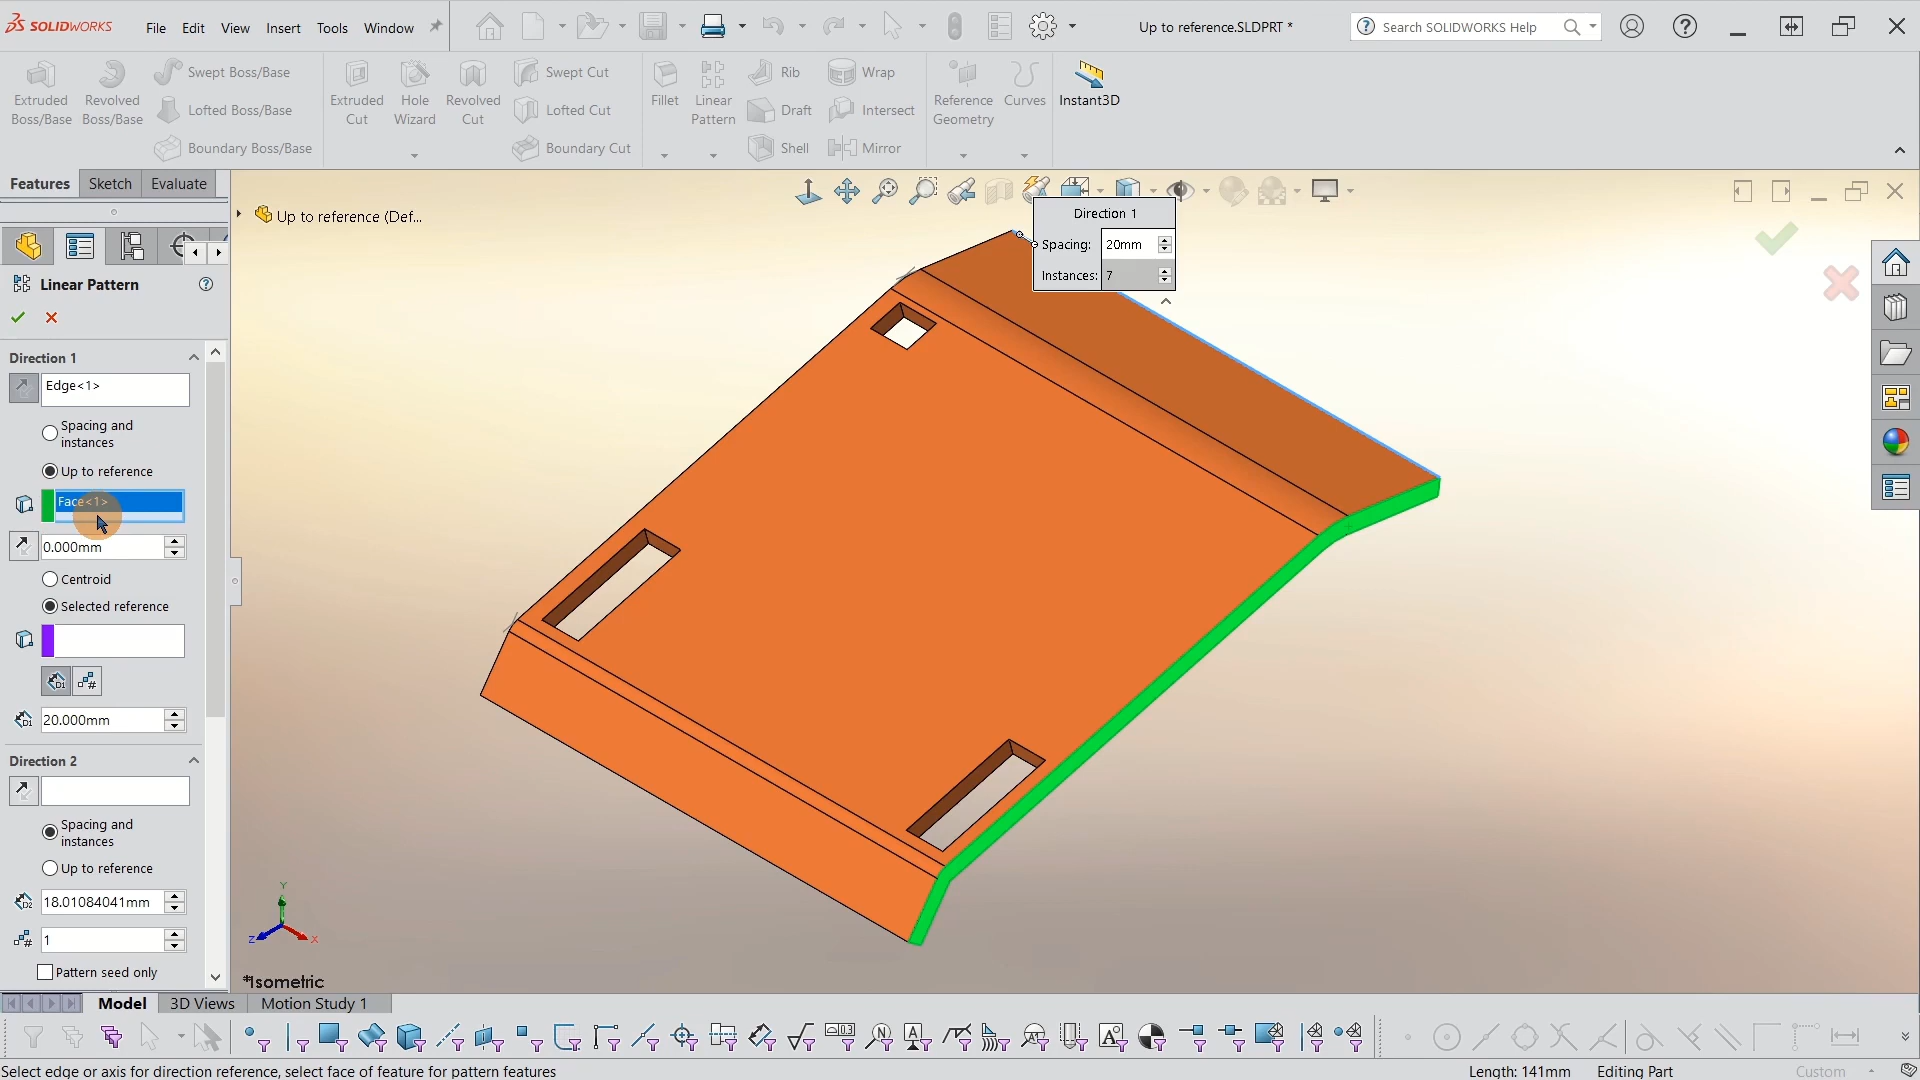 SOLIDWORKS File Edit View Insert Tools Window Up to reference.SLDPRT * Search SOLIDWORKS Help
Extruded Boss/Base
Revolved Boss/Base
Swept Boss/Base
Lofted Boss/Base
Boundary Boss/Base
Extruded Cut
Hole Wizard
Revolved Cut
Swept Cut
Lofted Cut
Boundary Cut
Fillet
Linear Pattern
Rib
Draft
Shell
Wrap
Intersect
Mirror
Reference Geometry
Curves
Instant3D
Features Sketch Evaluate
Up to reference (Def...
Direction 1
Spacing: 20mm
Instances: 7
Linear Pattern
Direction 1
Edge<1>
Spacing and
instances
Up to reference
Face<1>
0.000mm
Centroid
Selected reference
20.000mm
Direction 2
Spacing and
instances
Up to reference
18.01084041mm
1
Pattern seed only
Y
Z X
*Isometric
Model 3D Views Motion Study 1
Select edge or axis for direction reference, select face of feature for pattern features Length: 141mm Editing Part Custom